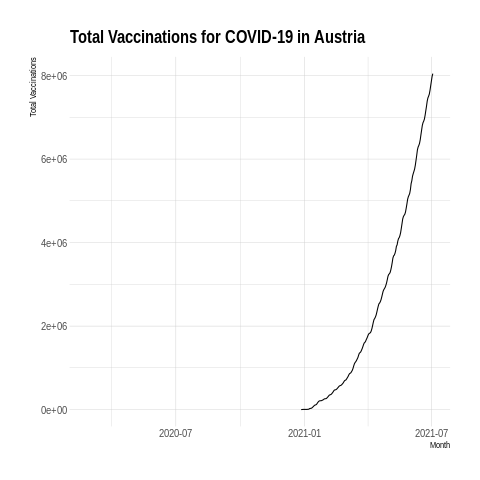 Total Vaccinations for COVID-19 in Austria
Total Vaccinations
8e+06
6e+06
4e+06
2e+06
0e+00
2020-07
2021-01
2021-07
Month